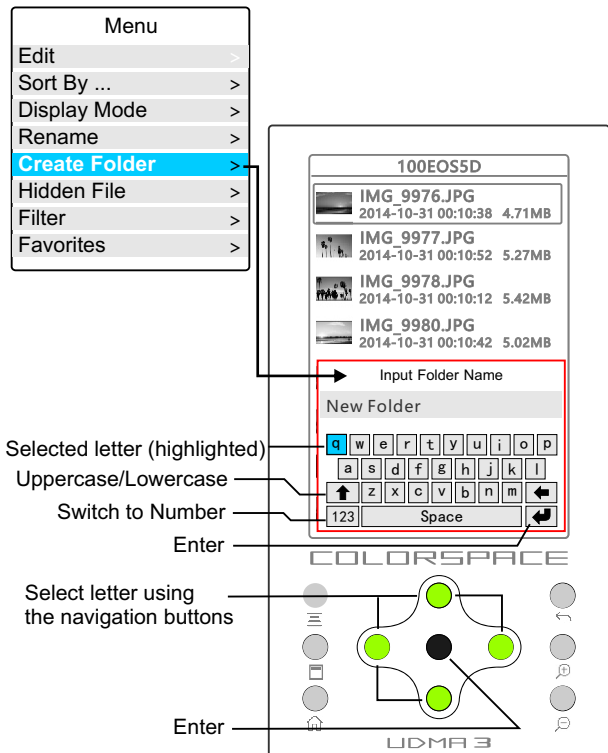 Menu
Edit >
Sort By ... >
Display Mode >
Rename >
Create Folder >
Hidden File >
Filter >
Favorites >
100EOS5D
IMG_9976.JPG
2014-10-31 00:10:38 4.71MB
IMG_9977.JPG
2014-10-31 00:10:52 5.27MB
IMG_9978.JPG
2014-10-31 00:10:12 5.42MB
IMG_9980.JPG
2014-10-31 00:10:42 5.02MB
Input Folder Name
New Folder
Selected letter (highlighted)
q w e r t y u i o p
a s d f g h j k l
Uppercase/Lowercase
z x c v b n m
Switch to Number
123 Space
Enter
COLORSPACE
Select letter using
the navigation buttons
Enter
UDMA 3